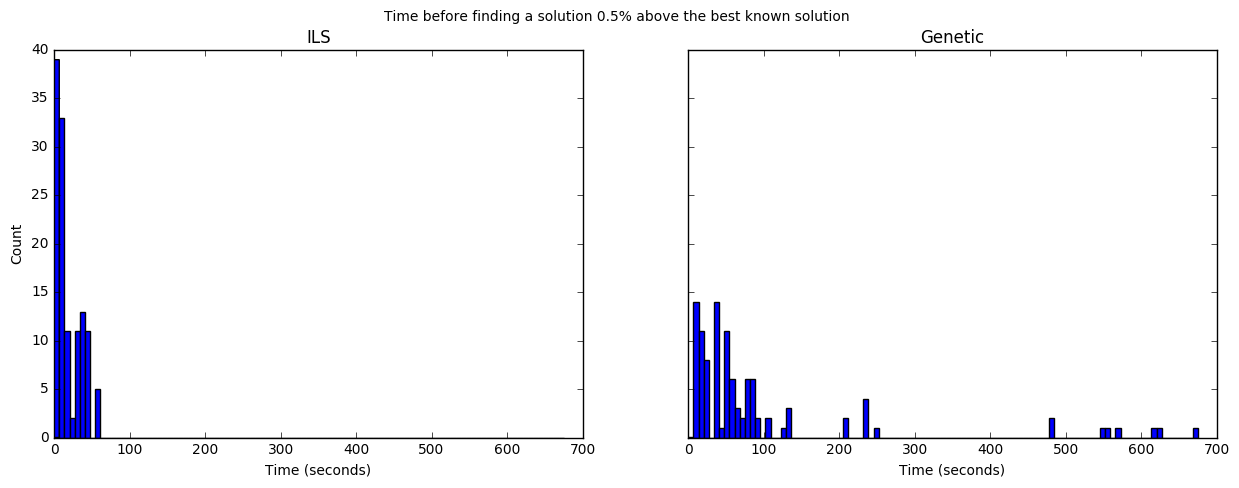 Time before finding a solution 0.5% above the best known solution
ILS
Genetic
40
35
30
25
20
15
10
5
0
Count
0 100 200 300 400 500 600 700
0 100 200 300 400 500 600 700
Time (seconds)
Time (seconds)